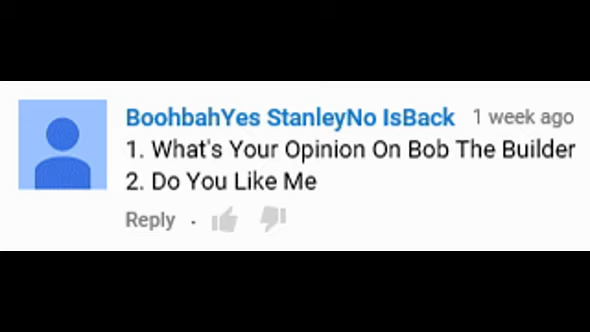 BoohbahYes StanleyNo IsBack 1 week ago
1. What's Your Opinion On Bob The Builder
2. Do You Like Me
Reply ·